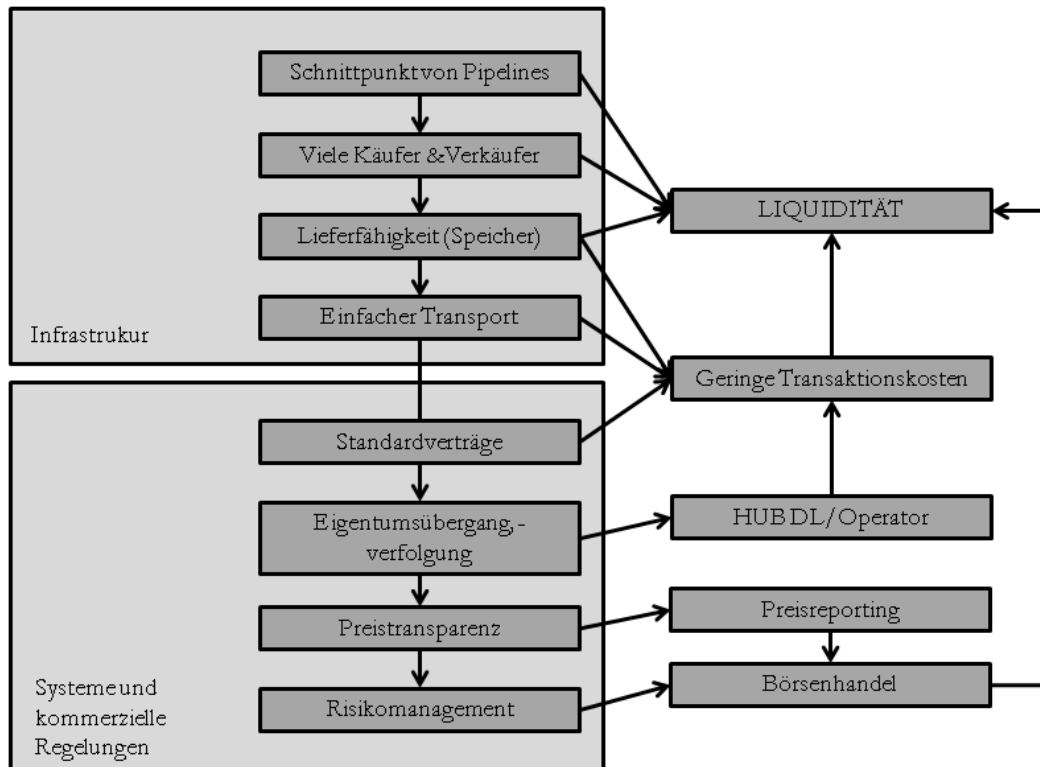 Schnittpunkt von Pipelines
Viele Käufer & Verkäufer
LIQUIDITÄT
Lieferfähigkeit (Speicher)
Einfacher Transport
Infrastrukur
Geringe Transaktionskosten
Standardverträge
Eigentumsübergang, -
verfolgung
HUB DL / Operator
Preistransparenz
Preisreporting
Risikomanagement
Börsenhandel
Systeme und
kommerzielle
Regelungen